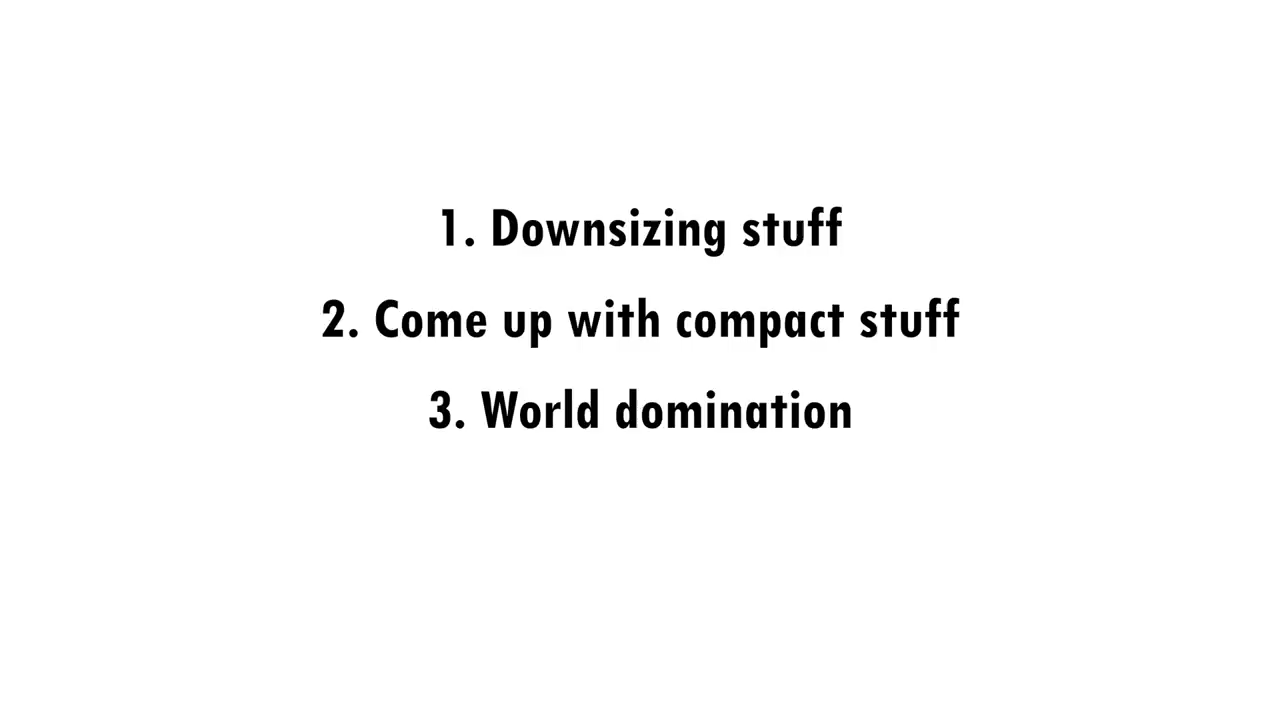 1. Downsizing stuff
2. Come up with compact stuff
3. World domination